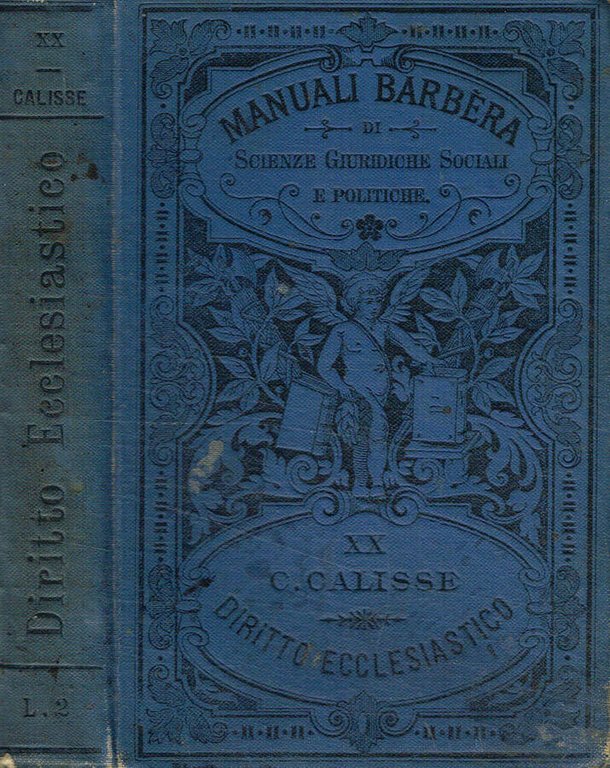 XX
CALISSE
Diritto Ecclesiastico
L. 2
MANUALI BARBÈRA
DI
SCIENZE GIURIDICHE SOCIALI
E POLITICHE.
XX
C. CALISSE
DIRITTO ECCLESIASTICO